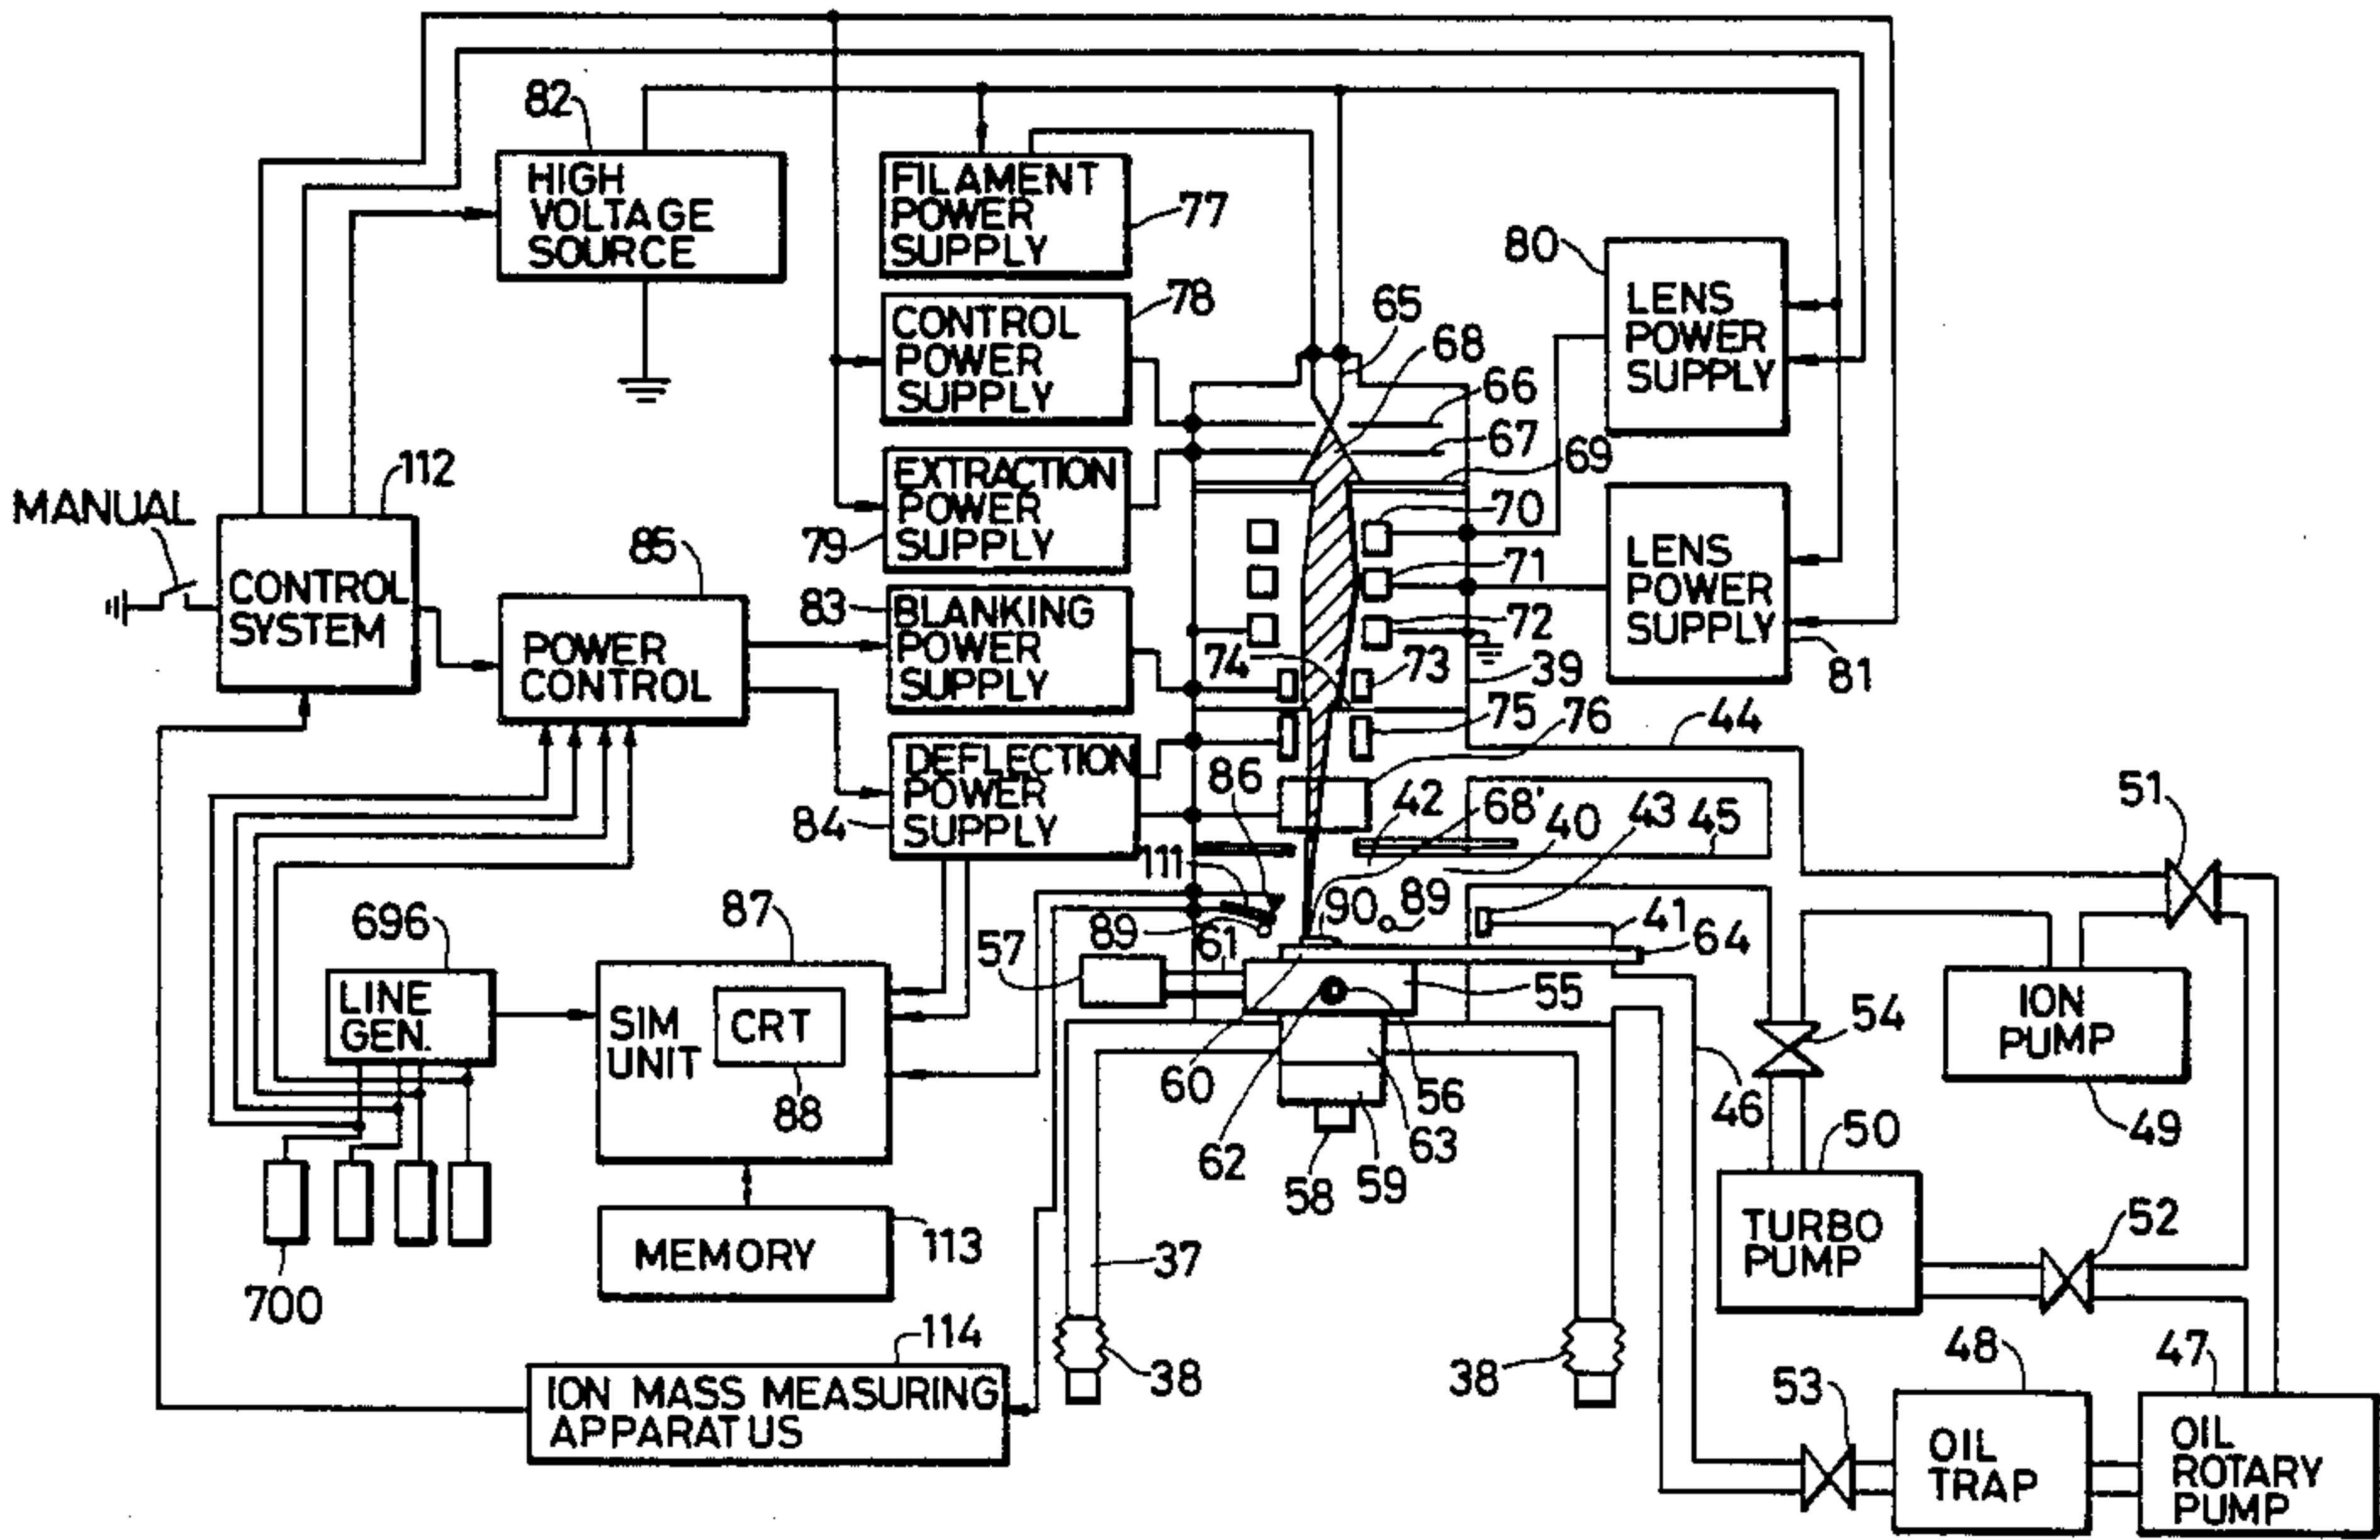 82
HIGH
VOLTAGE
SOURCE
FILAMENT
POWER
SUPPLY
77
78
CONTROL
POWER
SUPPLY
EXTRACTION
POWER
SUPPLY
79
80
LENS
POWER
SUPPLY
LENS
POWER
SUPPLY
81
65
68
66
67
69
70
71
72
73
74
39
75
76
44
MANUAL
112
CONTROL
SYSTEM
85
POWER
CONTROL
83
BLANKING
POWER
SUPPLY
DEFLECTION
POWER
SUPPLY
84
86
111
42
68'
40
43
45
51
89
61
90
89
41
64
57
55
696
LINE
GEN.
87
SIM
UNIT
CRT
88
60
62
56
63
58
59
46
54
ION
PUMP
49
50
TURBO
PUMP
52
700
MEMORY
113
37
114
ION MASS MEASURING
APPARATUS
38
38
53
48
OIL
TRAP
47
OIL
ROTARY
PUMP